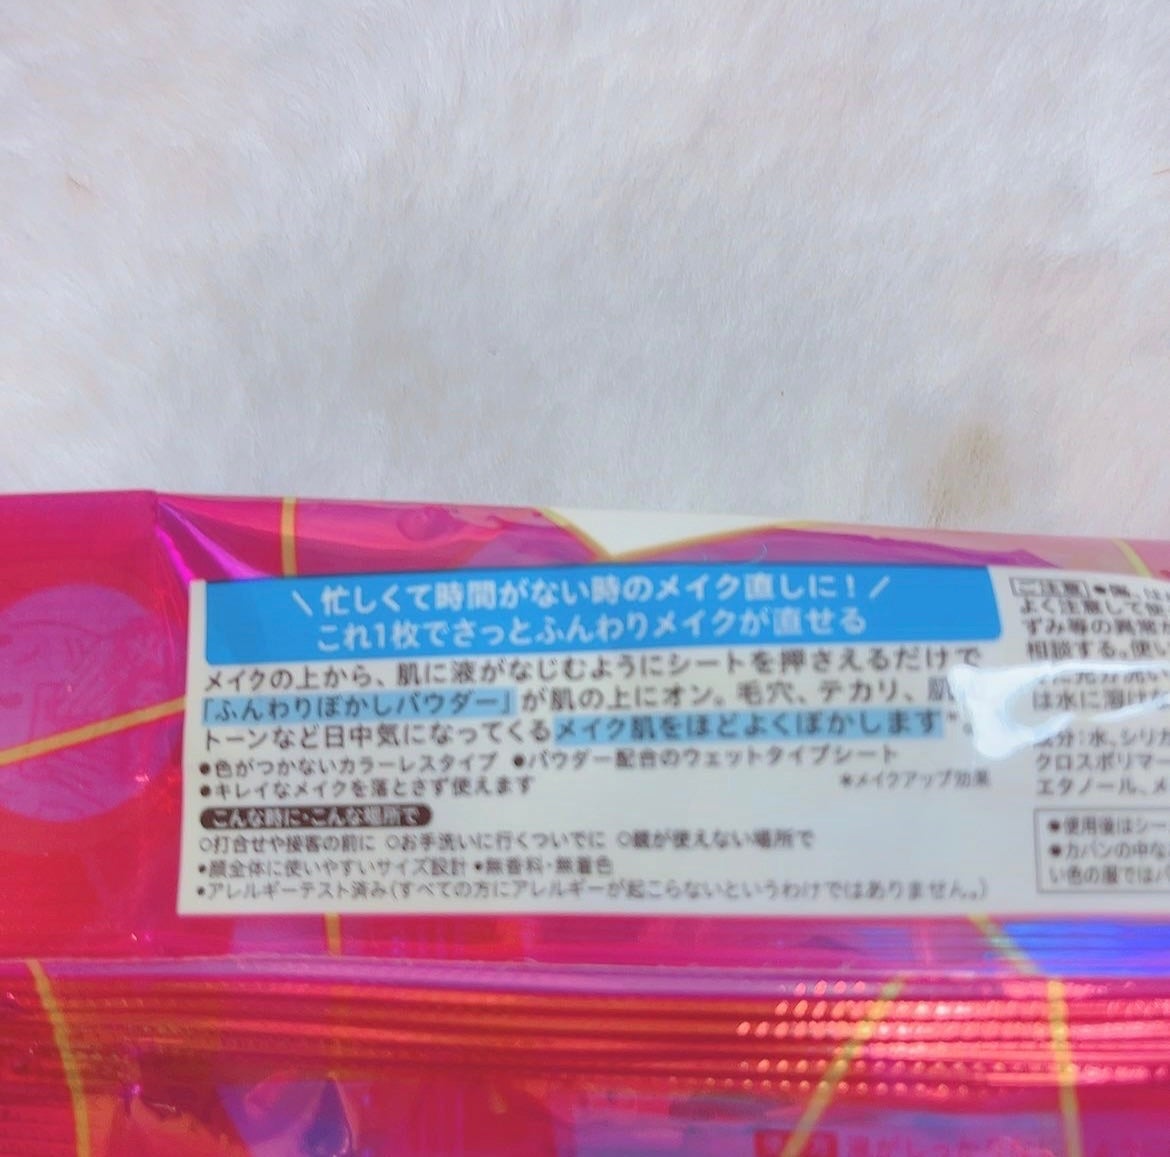 \ 忙しくて時間がない時のメイク直しに! /
これ1枚でさっとふんわりメイクが直せる
メイクの上から、肌に液がなじむようにシートを押さえるだけで
「ふんわりぼかしパウダー」が肌の上にオン。毛穴、テカリ、肌
トーンなど日中気になってくるメイク肌をほどよくぼかします*
●色がつかないカラーレスタイプ ●パウダー配合のウェットタイプシート
●キレイなメイクを落とさず使えます *メイクアップ効果
こんな時に・こんな場所で
○打合せや接客の前に ○お手洗いに行くついでに ○鏡が使えない場所で
●顔全体に使いやすいサイズ設計 ●無香料・無着色
●アレルギーテスト済み(すべての方にアレルギーが起こらないというわけではありません。)
ご注意
よく注意して使
ずみ等の異常が
相談する。使い
は水に溶けな
成分:水、シリカ
クロスポリマー
エタノール、メ
●使用後はシー
●カバンの中な
い色の服ではパ